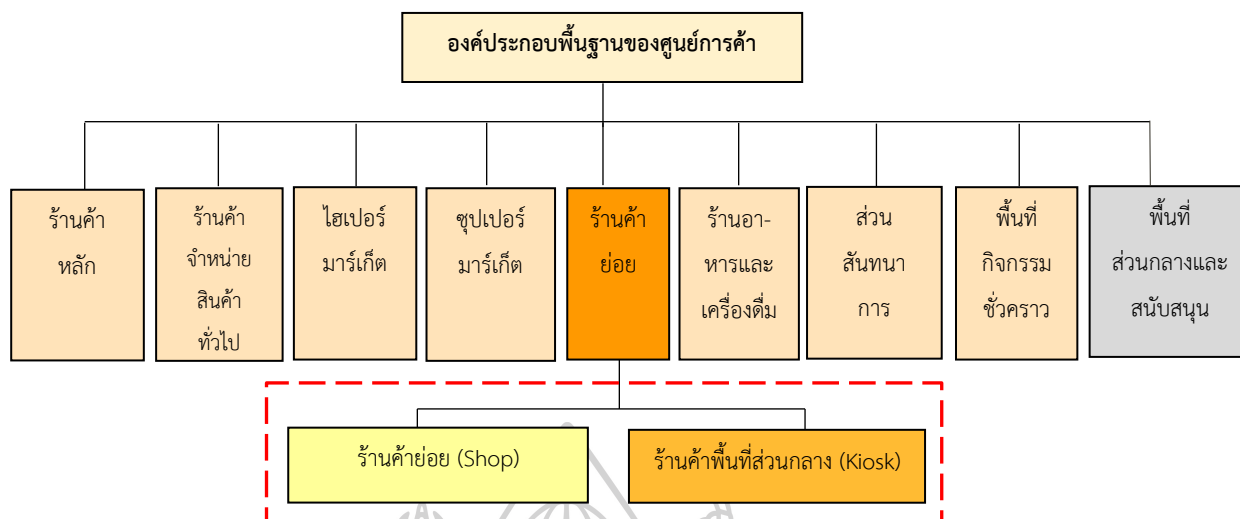 องค์ประกอบพื้นฐานของศูนย์การค้า
ร้านค้า
หลัก
ร้านค้า
จำหน่าย
สินค้า
ทั่วไป
ไฮเปอร์
มาร์เก็ต
ซุปเปอร์
มาร์เก็ต
ร้านค้า
ย่อย
ร้านอา-
หารและ
เครื่องดื่ม
ส่วน
สันทนา
การ
พื้นที่
กิจกรรม
ชั่วคราว
พื้นที่
ส่วนกลางและ
สนับสนุน
ร้านค้าย่อย (Shop)
ร้านค้าพื้นที่ส่วนกลาง (Kiosk)